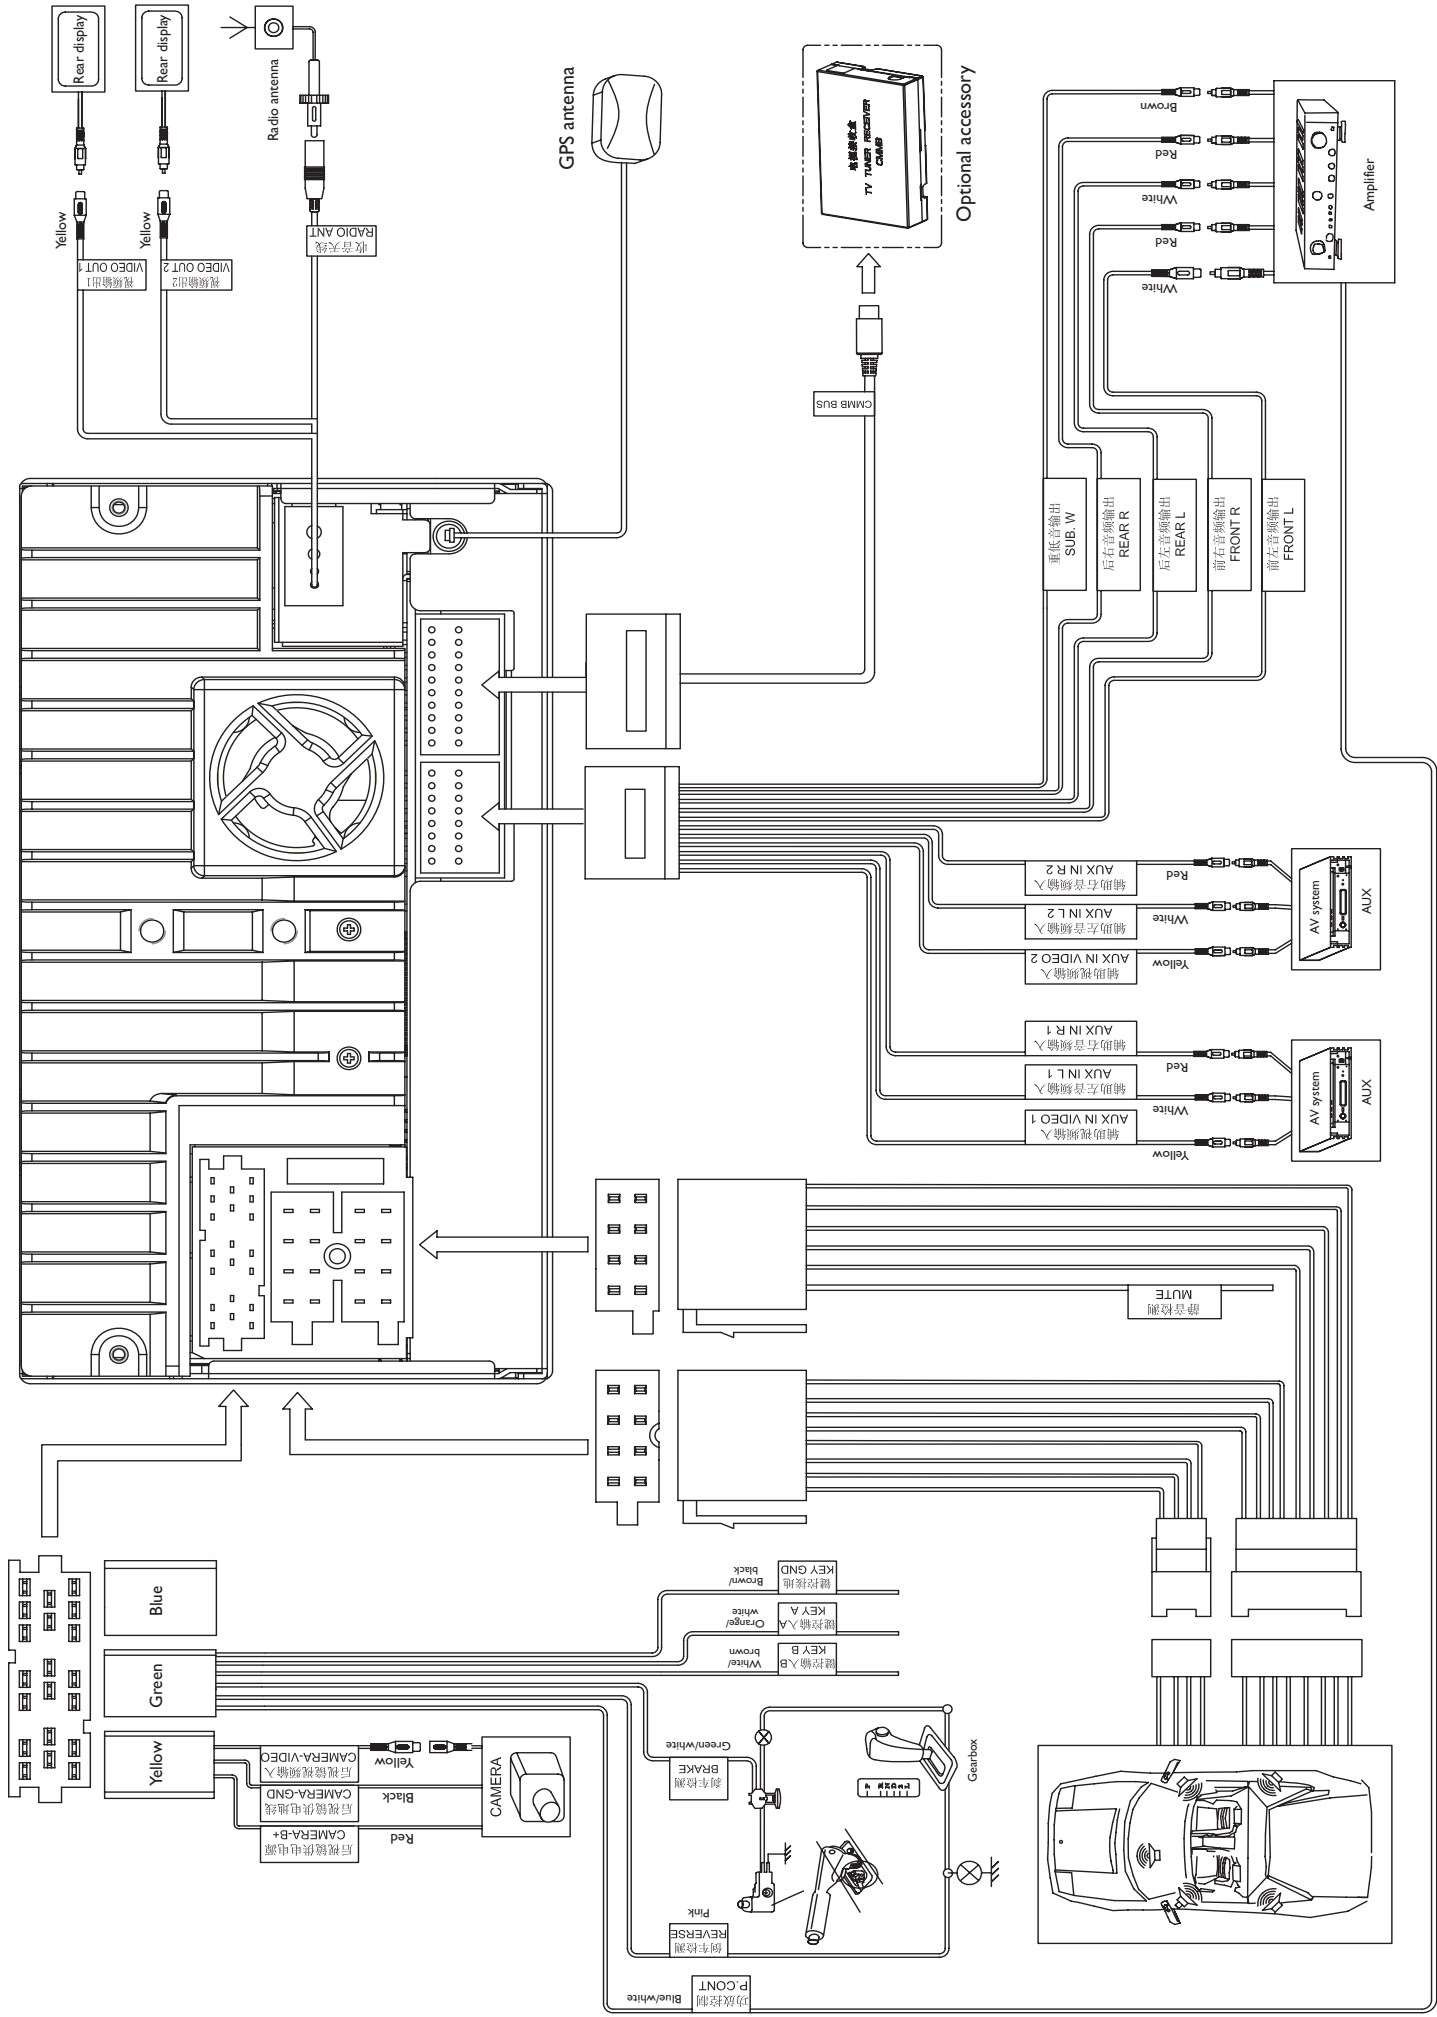 Rear display
Rear display
Radio antenna
Yellow
Yellow
视频输出1
VIDEO OUT 1
视频输出2
VIDEO OUT 2
收音天线
RADIO ANT
GPS antenna
电视接收盒
TV TUNER RECEIVER
CMMB
Optional accessory
CMMB BUS
Brown
Red
White
Red
White
Amplifier
重低音输出
SUB. W
后右音频输出
REAR R
后左音频输出
REAR L
前右音频输出
FRONT R
前左音频输出
FRONT L
辅助右音频输入
AUX IN R 2
Red
辅助左音频输入
AUX IN L 2
White
辅助视频输入
AUX IN VIDEO 2
Yellow
AV system
AUX
辅助右音频输入
AUX IN R 1
Red
辅助左音频输入
AUX IN L 1
White
辅助视频输入
AUX IN VIDEO 1
Yellow
AV system
AUX
静音检测
MUTE
Blue
Green
Yellow
Brown/
black
键控接地
KEY GND
Orange/
white
键控输入A
KEY A
White/
brown
键控输入B
KEY B
后视镜视频输入
CAMERA-VIDEO
Yellow
后视镜供电地线
CAMERA-GND
Black
后视镜供电电源
CAMERA-B+
Red
CAMERA
Green/white
刹车检测
BRAKE
Gearbox
Pink
倒车检测
REVERSE
Blue/white
功放控制
P.CONT